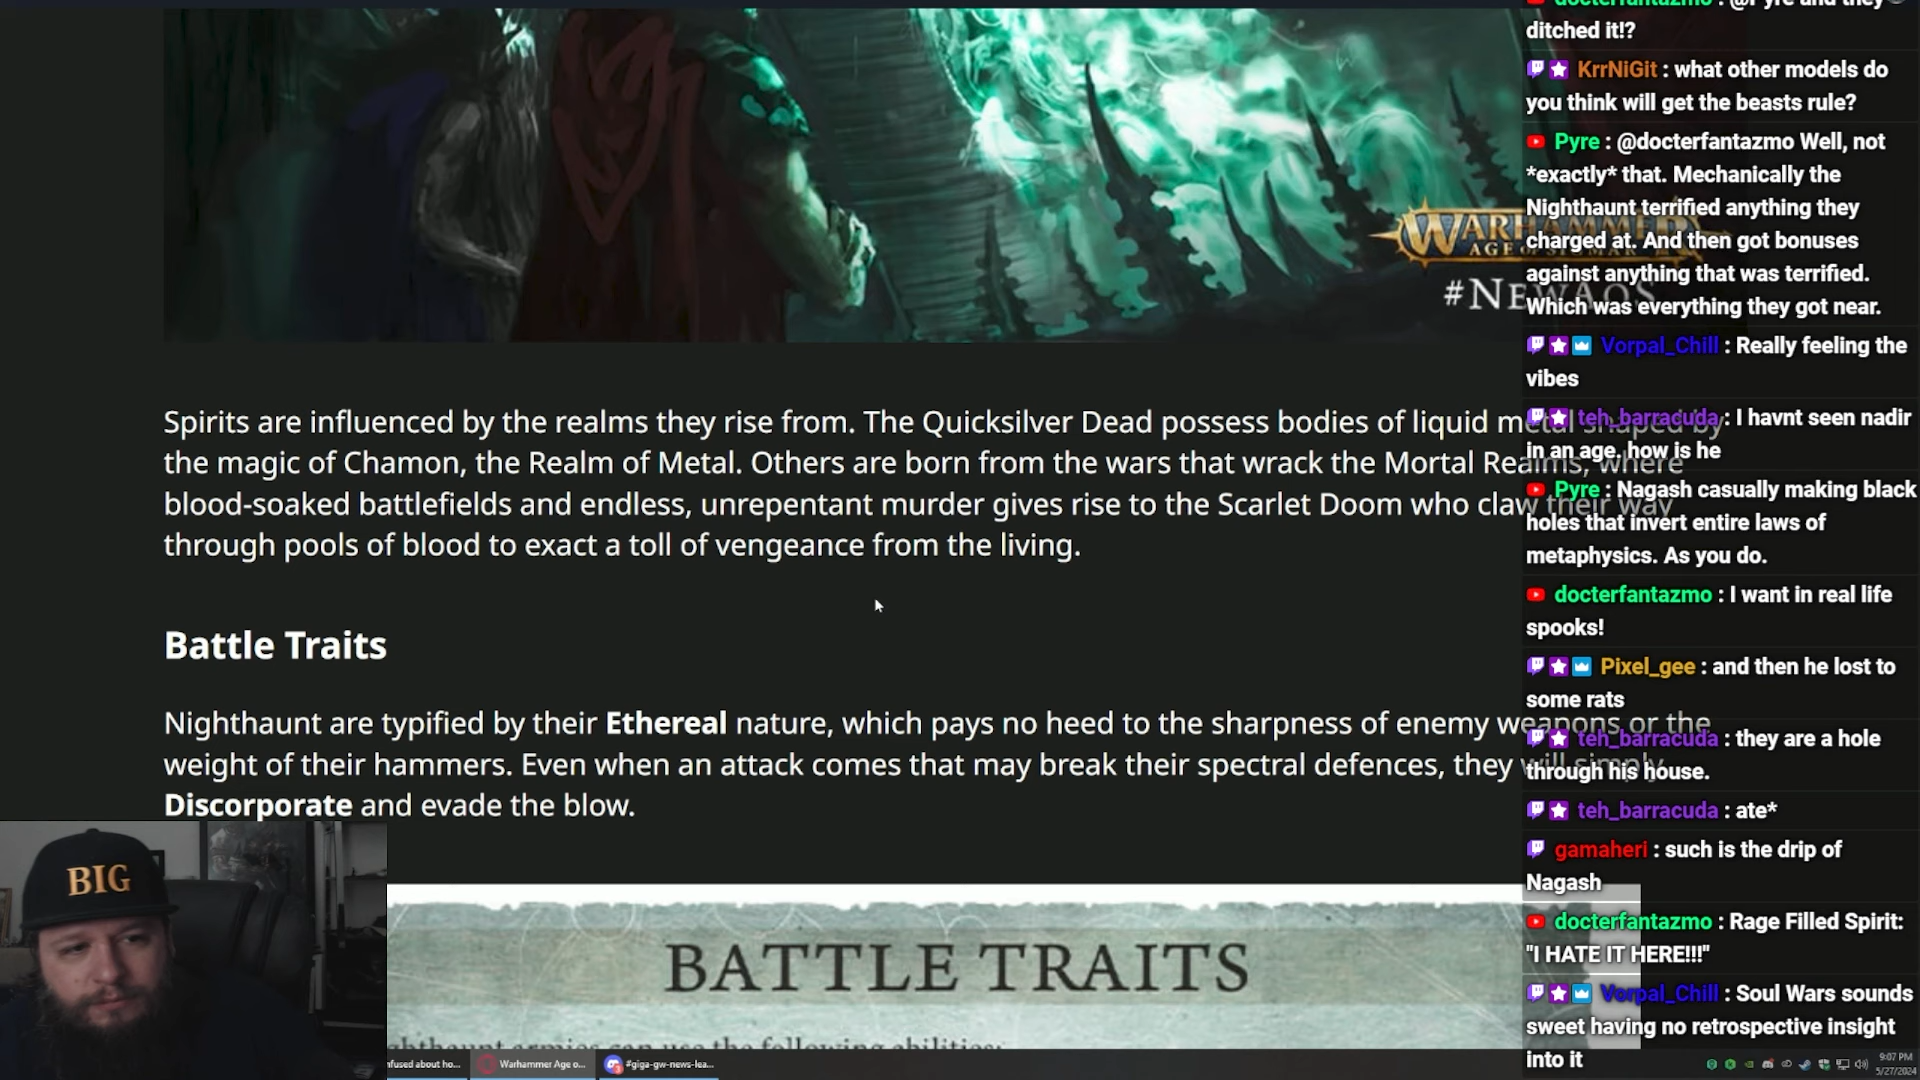 ditched it!?
KrrNiGit : what other models do
you think will get the beasts rule?
Pyre : @docterfantazmo Well, not
*exactly* that. Mechanically the
Nighthaunt terrified anything they
charged at. And then got bonuses
against anything that was terrified.
Which was everything they got near.
Vorpal_Chill : Really feeling the
vibes
teh_barracuda : I havnt seen nadir
in an age. how is he
Pyre : Nagash casually making black
holes that invert entire laws of
metaphysics. As you do.
docterfantazmo : I want in real life
spooks!
Pixel_gee : and then he lost to
some rats
teh_barracuda : they are a hole
through his house.
teh_barracuda : ate*
gamaheri : such is the drip of
Nagash
docterfantazmo : Rage Filled Spirit:
"I HATE IT HERE!!!"
Vorpal_Chill : Soul Wars sounds
sweet having no retrospective insight
into it
WARHAMMER
AGE OF SIGMAR
#NEWAOS
Spirits are influenced by the realms they rise from. The Quicksilver Dead possess bodies of liquid metal shaped by
the magic of Chamon, the Realm of Metal. Others are born from the wars that wrack the Mortal Realms, where
blood-soaked battlefields and endless, unrepentant murder gives rise to the Scarlet Doom who claw their way
through pools of blood to exact a toll of vengeance from the living.
Battle Traits
Nighthaunt are typified by their Ethereal nature, which pays no heed to the sharpness of enemy weapons or the
weight of their hammers. Even when an attack comes that may break their spectral defences, they will simply
Discorporate and evade the blow.
BIG
BATTLE TRAITS
armies can use the following abilities:
nfused about ho...
Warhammer Age o...
#giga-gw-news-lea...
9:07 PM
5/27/2024